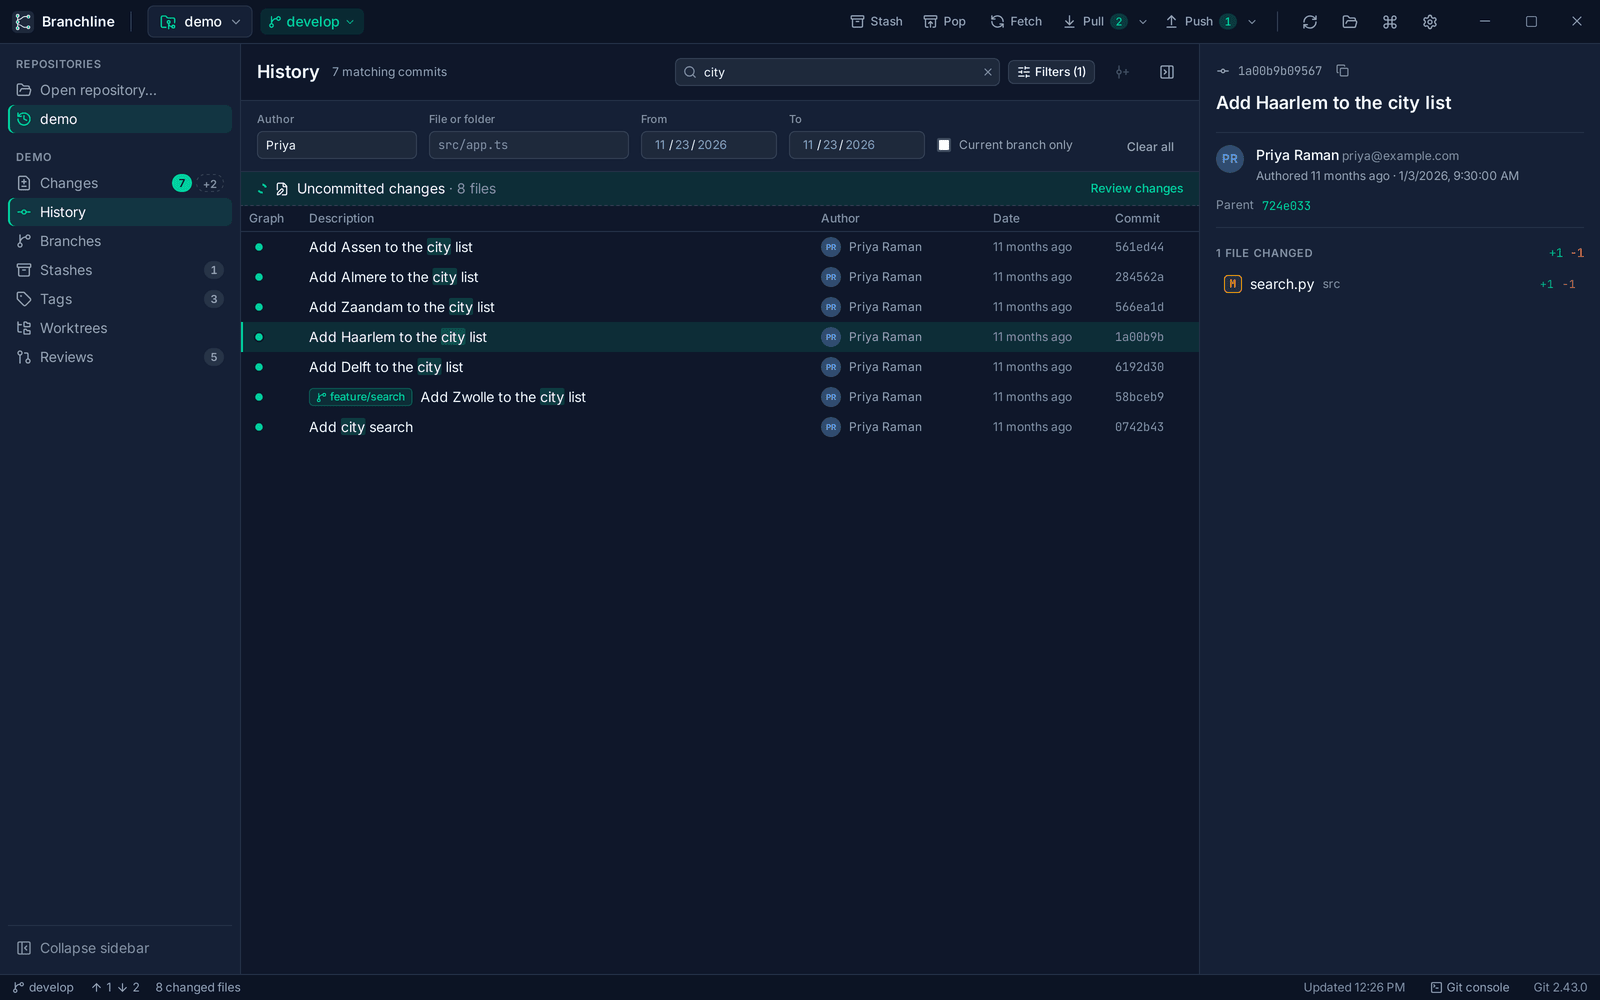 Branchline
demo
develop
Stash
Pop
Fetch
Pull 2
Push 1
REPOSITORIES
Open repository...
demo
DEMO
Changes 7 +2
History
Branches
Stashes 1
Tags 3
Worktrees
Reviews 5
Collapse sidebar
History 7 matching commits
city
Filters (1)
Author
File or folder
From
To
Priya
src/app.ts
11/23/2026
11/23/2026
Current branch only
Clear all
Uncommitted changes · 8 files
Review changes
Graph Description Author Date Commit
Add Assen to the city list PR Priya Raman 11 months ago 561ed44
Add Almere to the city list PR Priya Raman 11 months ago 284562a
Add Zaandam to the city list PR Priya Raman 11 months ago 566ea1d
Add Haarlem to the city list PR Priya Raman 11 months ago 1a00b9b
Add Delft to the city list PR Priya Raman 11 months ago 6192d30
feature/search Add Zwolle to the city list PR Priya Raman 11 months ago 58bceb9
Add city search PR Priya Raman 11 months ago 0742b43
1a00b9b09567
Add Haarlem to the city list
PR Priya Raman priya@example.com
Authored 11 months ago · 1/3/2026, 9:30:00 AM
Parent 724e033
1 FILE CHANGED +1 -1
M search.py src +1 -1
develop
1 2
8 changed files
Updated 12:26 PM
Git console
Git 2.43.0